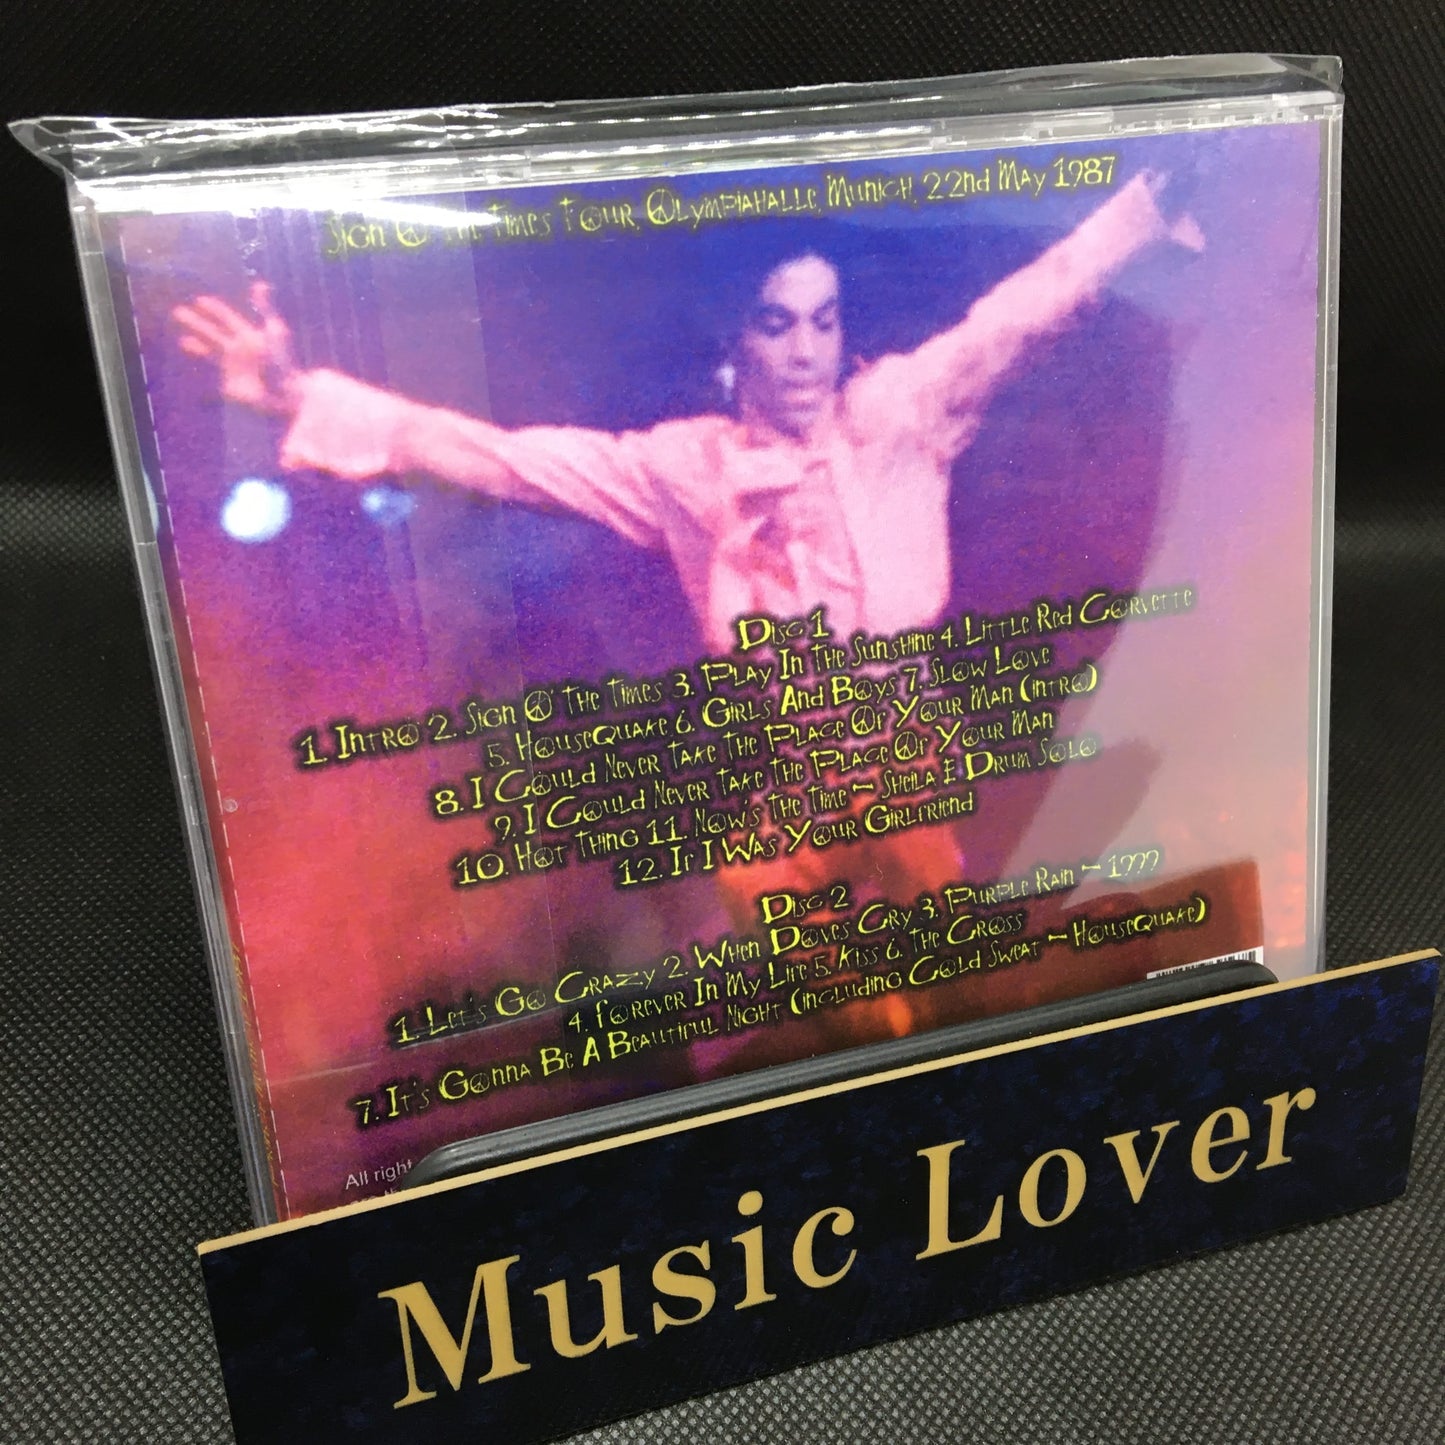 Sign O The Times Tour, Olympiahalle, Munich, 22nd May 1987
Disc 1
1. Intro 2. Sign O' The Times 3. Play In The Sunshine 4. Little Red Corvette
5. Housequake 6. Girls And Boys 7. Slow Love
8. I Could Never Take The Place Of Your Man (intro)
9. I Could Never Take The Place Of Your Man
10. Hot Thing 11. Now's The Time ~ Sheila E Drum Solo
12. If I Was Your Girlfriend
Disc 2
1. Let's Go Crazy 2. When Doves Cry 3. Purple Rain ~ 1999
4. Forever In My Life 5. Kiss 6. The Cross
7. It's Gonna Be A Beautiful Night (including Cold Sweat ~ Housequake)
All right
Music Lover